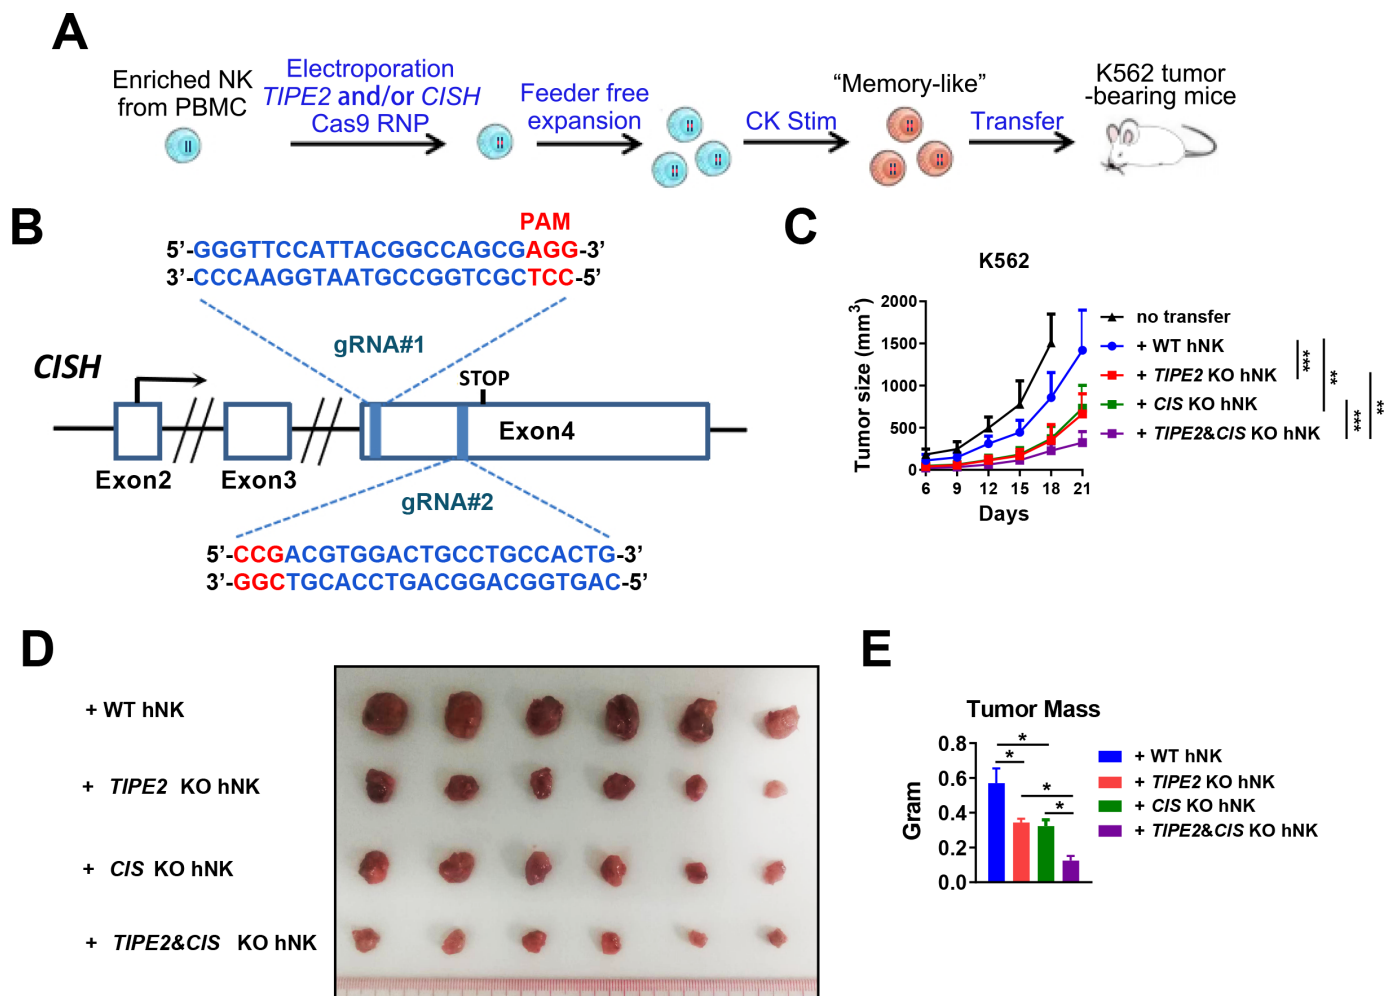 A
Enriched NK
from PBMC
Electroporation
TIPE2 and/or CISH
Cas9 RNP
Feeder free
expansion
CK Stim
“Memory-like”
Transfer
K562 tumor
-bearing mice
B
PAM
5’-GGGTTCCATTACGGCCAGCGAGG-3’
3’-CCCAAGGTAATGCCGGTCGCTCC-5’
gRNA#1
CISH
STOP
Exon4
Exon2
Exon3
gRNA#2
5’-CCGACGTGGACTGCCTGCCACTG-3’
3’-GGCTGCACCTGACGGACGGTGAC-5’
C
K562
Tumor size (mm3)
2000
1500
1000
500
0
6 9 12 15 18 21
Days
no transfer
+ WT hNK
+ TIPE2 KO hNK
+ CIS KO hNK
+ TIPE2&CIS KO hNK
***
**
***
**
D
+ WT hNK
+ TIPE2 KO hNK
+ CIS KO hNK
+ TIPE2&CIS KO hNK
E
Tumor Mass
Gram
0.8
0.6
0.4
0.2
0.0
*
*
*
*
+ WT hNK
+ TIPE2 KO hNK
+ CIS KO hNK
+ TIPE2&CIS KO hNK